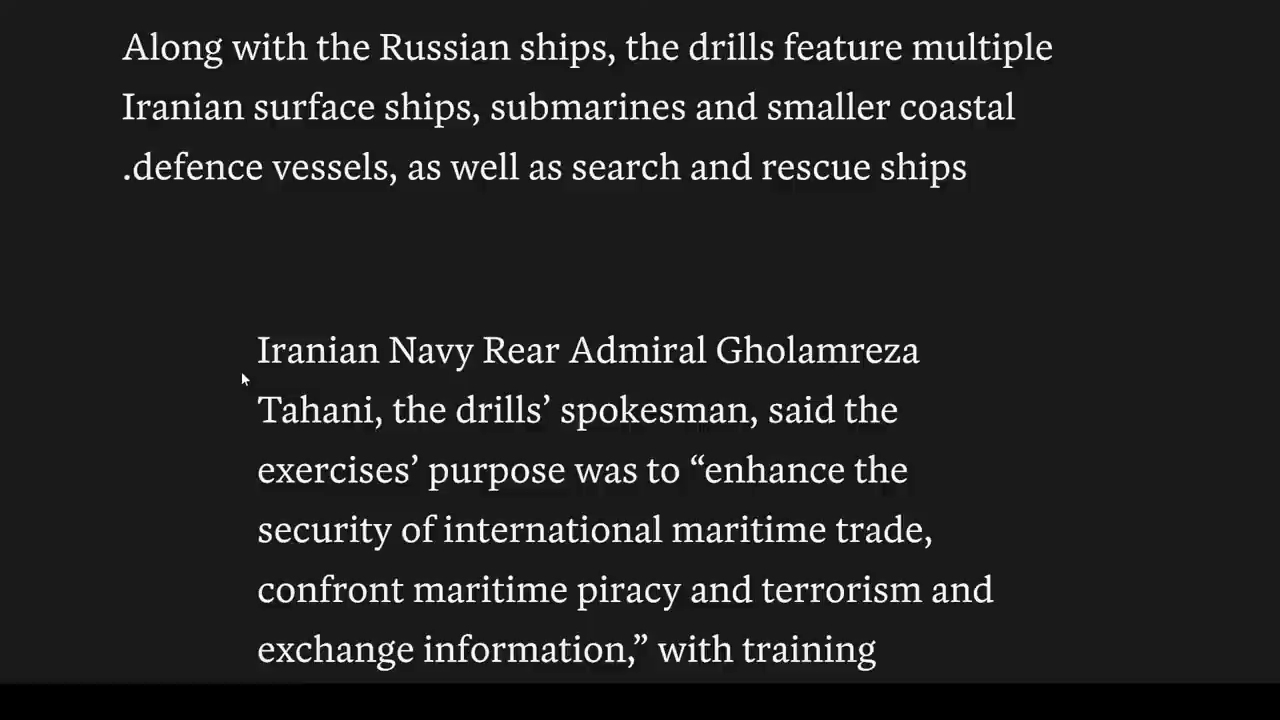 Along with the Russian ships, the drills feature multiple
Iranian surface ships, submarines and smaller coastal
.defence vessels, as well as search and rescue ships
Iranian Navy Rear Admiral Gholamreza
Tahani, the drills’ spokesman, said the
exercises’ purpose was to “enhance the
security of international maritime trade,
confront maritime piracy and terrorism and
exchange information,” with training